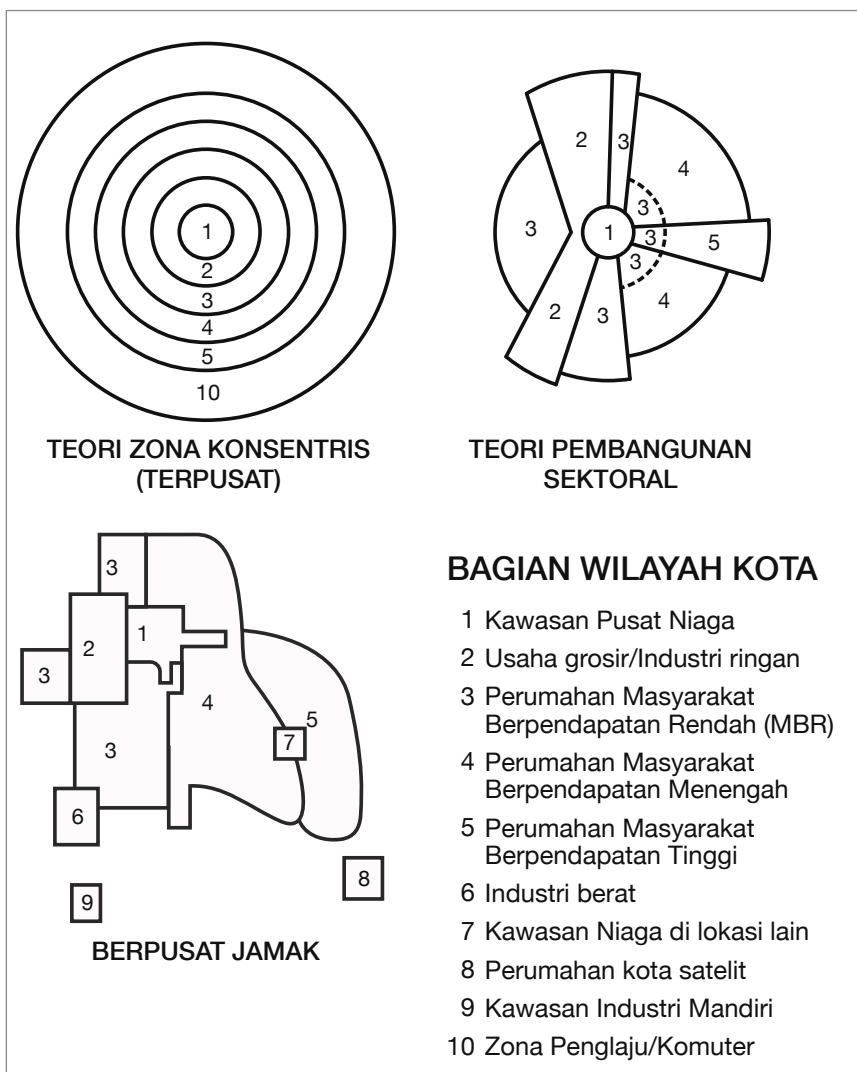 1
2
3
4
5
10
TEORI ZONA KONSENTRIS
(TERPUSAT)
2
3
4
3
3
1
3
5
3
2
3
4
TEORI PEMBANGUNAN
SEKTORAL
3
1
2
3
4
5
7
3
6
8
9
BERPUSAT JAMAK
BAGIAN WILAYAH KOTA
1 Kawasan Pusat Niaga
2 Usaha grosir/Industri ringan
3 Perumahan Masyarakat
Berpendapatan Rendah (MBR)
4 Perumahan Masyarakat
Berpendapatan Menengah
5 Perumahan Masyarakat
Berpendapatan Tinggi
6 Industri berat
7 Kawasan Niaga di lokasi lain
8 Perumahan kota satelit
9 Kawasan Industri Mandiri
10 Zona Penglaju/Komuter